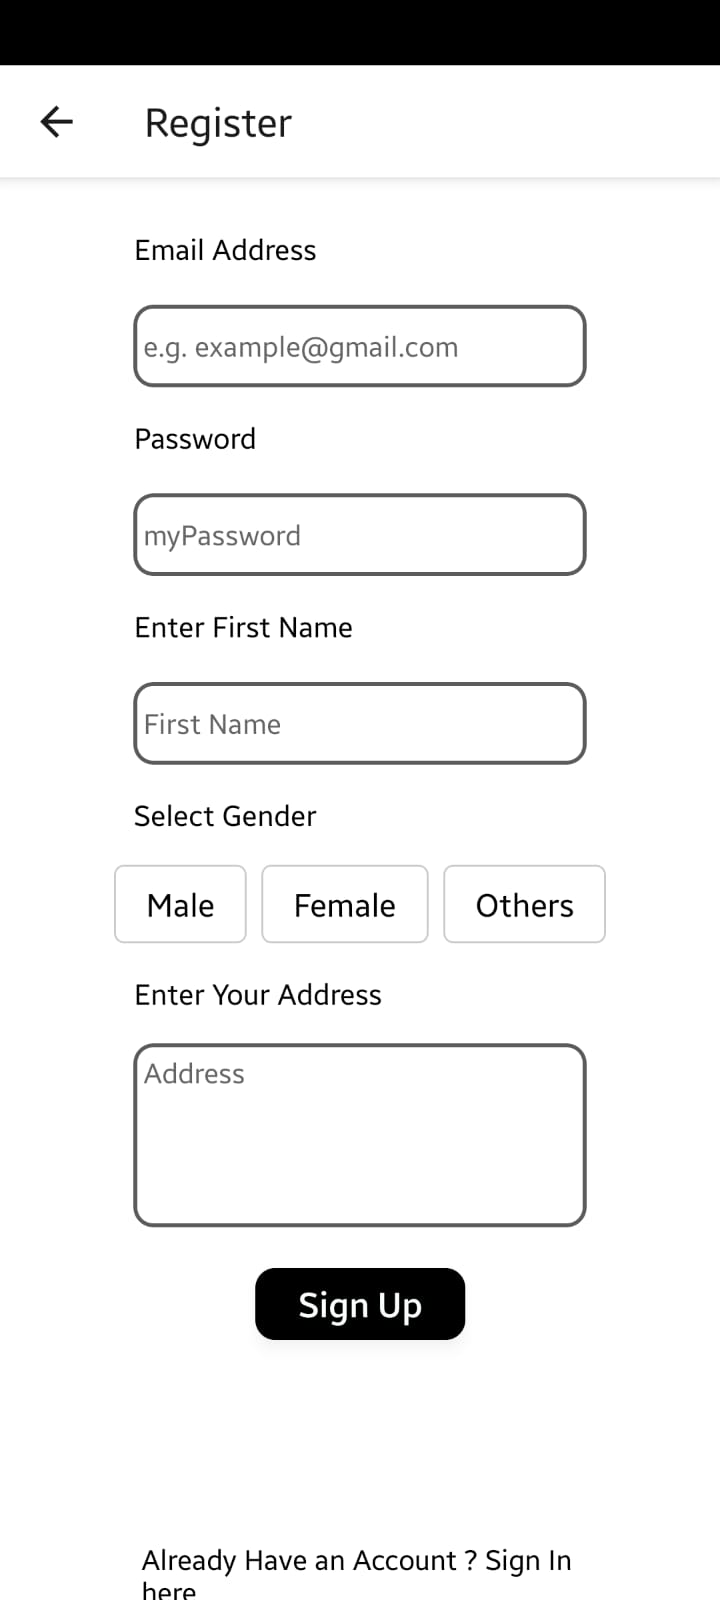 Register
Email Address
e.g. example@gmail.com
Password
myPassword
Enter First Name
First Name
Select Gender
Male Female Others
Enter Your Address
Address
Sign Up
Already Have an Account ? Sign In
here